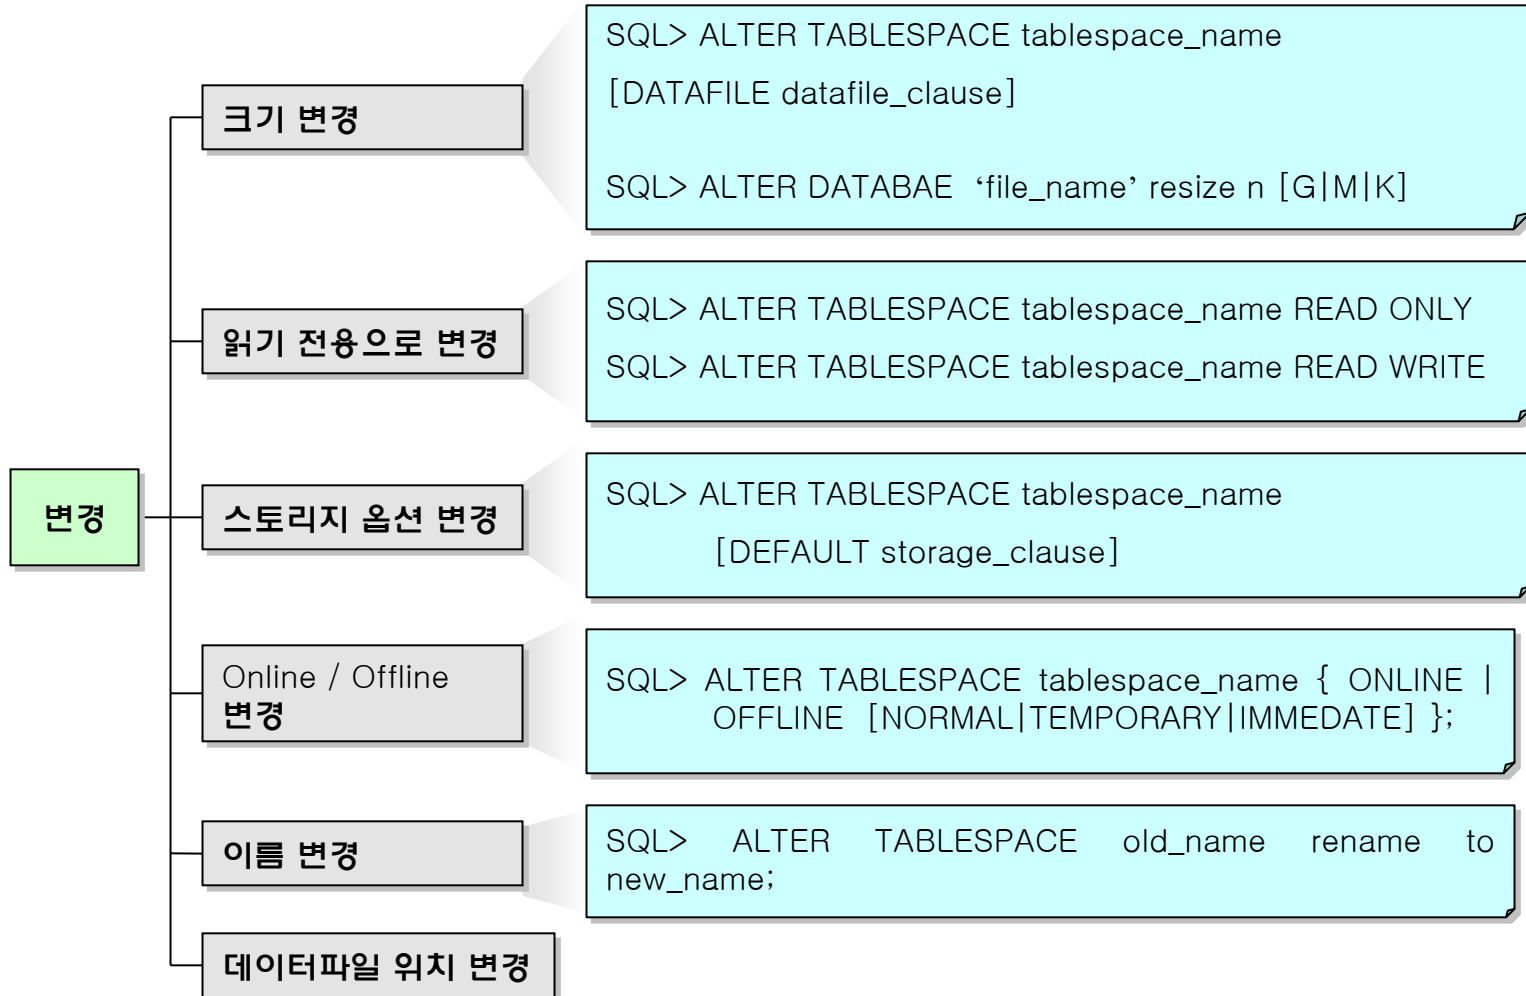 변경
크기 변경
SQL> ALTER TABLESPACE tablespace_name
[DATAFILE datafile_clause]
SQL> ALTER DATABAE ‘file_name’ resize n [G|M|K]
읽기 전용으로 변경
SQL> ALTER TABLESPACE tablespace_name READ ONLY
SQL> ALTER TABLESPACE tablespace_name READ WRITE
스토리지 옵션 변경
SQL> ALTER TABLESPACE tablespace_name
[DEFAULT storage_clause]
Online / Offline
변경
SQL> ALTER TABLESPACE tablespace_name { ONLINE |
OFFLINE [NORMAL|TEMPORARY|IMMEDATE] };
이름 변경
SQL> ALTER TABLESPACE old_name rename to
new_name;
데이터파일 위치 변경